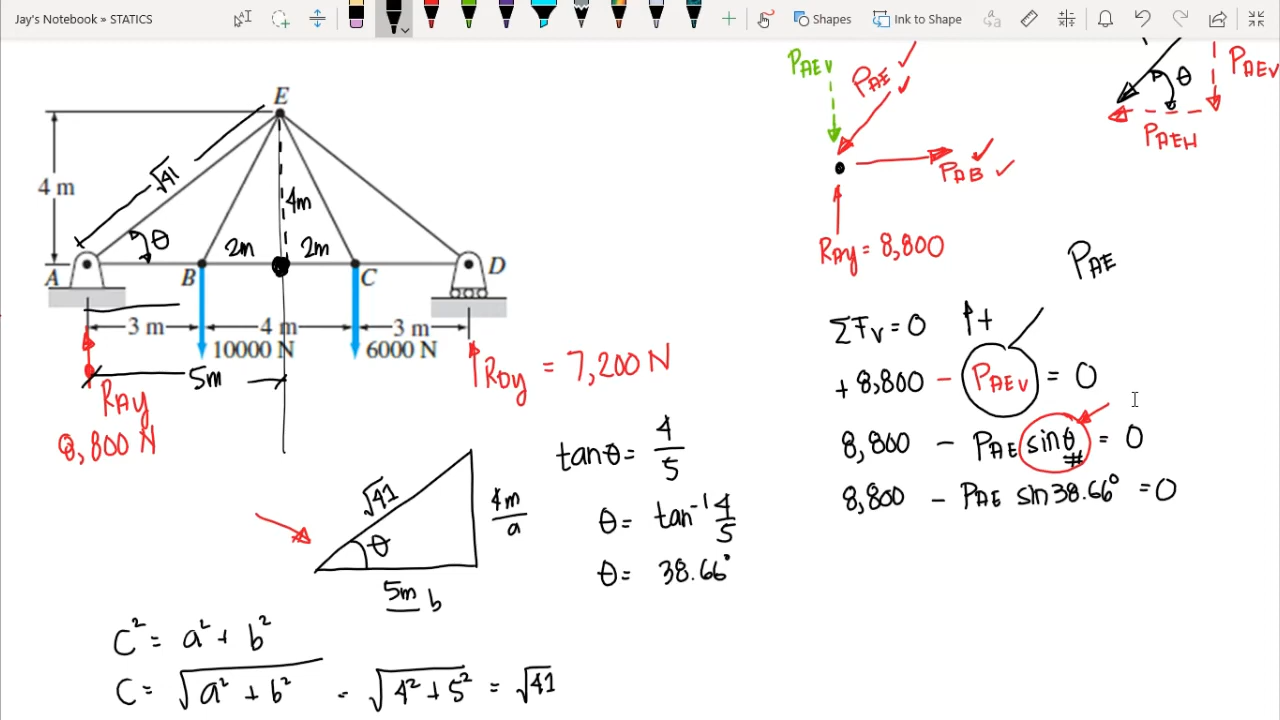 Jay's Notebook » STATICS
Shapes
Ink to Shape
E
4 m
√41
4m
θ
2m
2m
A
B
C
D
3 m
4 m
3 m
10000 N
6000 N
5m
RAy
8,800 N
RDy = 7,200 N
√41
θ
4m
a
5m b
C² = a² + b²
C = √a² + b² = √4² + 5² = √41
tanθ = 4/5
θ = tan⁻¹ 4/5
θ = 38.66°
PAEV
PAE
PAB
RAy = 8,800
θ
PAEV
PAEH
PAE
ΣFV = 0 ↑+
+ 8,800 - PAEV = 0
8,800 - PAE sinθ = 0
8,800 - PAE sin 38.66° = 0